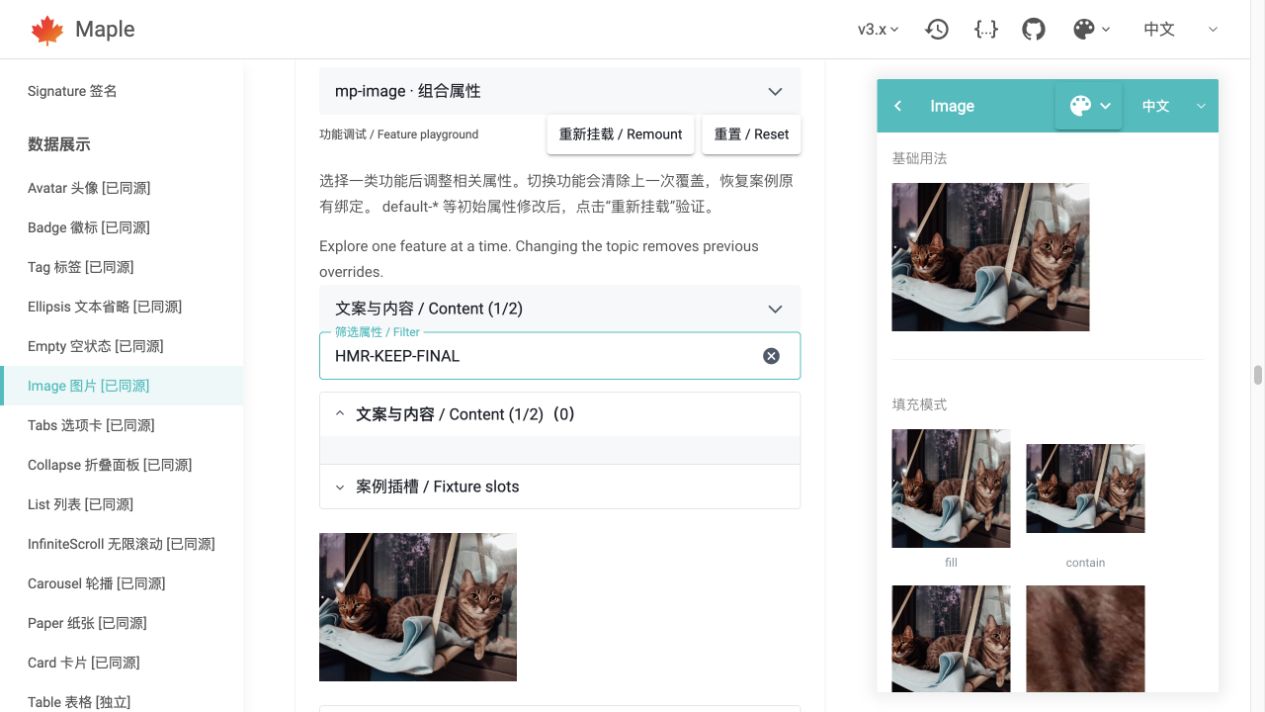 Maple
v3.x
中文
Signature 签名
数据展示
Avatar 头像 [已同源]
Badge 徽标 [已同源]
Tag 标签 [已同源]
Ellipsis 文本省略 [已同源]
Empty 空状态 [已同源]
Image 图片 [已同源]
Tabs 选项卡 [已同源]
Collapse 折叠面板 [已同源]
List 列表 [已同源]
InfiniteScroll 无限滚动 [已同源]
Carousel 轮播 [已同源]
Paper 纸张 [已同源]
Card 卡片 [已同源]
Table 表格 [独立]
mp-image · 组合属性
功能调试 / Feature playground
重新挂载 / Remount
重置 / Reset
选择一类功能后调整相关属性。切换功能会清除上一次覆盖，恢复案例原
有绑定。 default-* 等初始属性修改后，点击“重新挂载”验证。
Explore one feature at a time. Changing the topic removes previous
overrides.
文案与内容 / Content (1/2)
筛选属性 / Filter
HMR-KEEP-FINAL
文案与内容 / Content (1/2)（0）
案例插槽 / Fixture slots
Image
中文
基础用法
填充模式
fill
contain